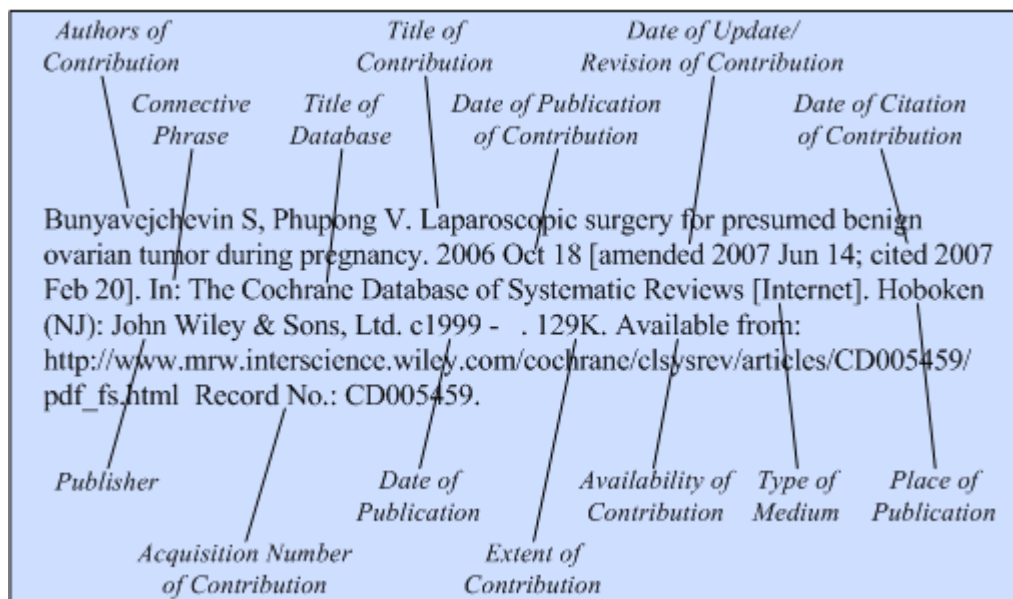 Authors of Contribution
Title of Contribution
Date of Update/ Revision of Contribution
Connective Phrase
Title of Database
Date of Publication of Contribution
Date of Citation of Contribution
Bunyavejchevin S, Phupong V. Laparoscopic surgery for presumed benign
ovarian tumor during pregnancy. 2006 Oct 18 [amended 2007 Jun 14; cited 2007
Feb 20]. In: The Cochrane Database of Systematic Reviews [Internet]. Hoboken
(NJ): John Wiley & Sons, Ltd. c1999 -   . 129K. Available from:
http://www.mrw.interscience.wiley.com/cochrane/clsysrev/articles/CD005459/
pdf_fs.html  Record No.: CD005459.
Publisher
Date of Publication
Availability of Contribution
Type of Medium
Place of Publication
Acquisition Number of Contribution
Extent of Contribution